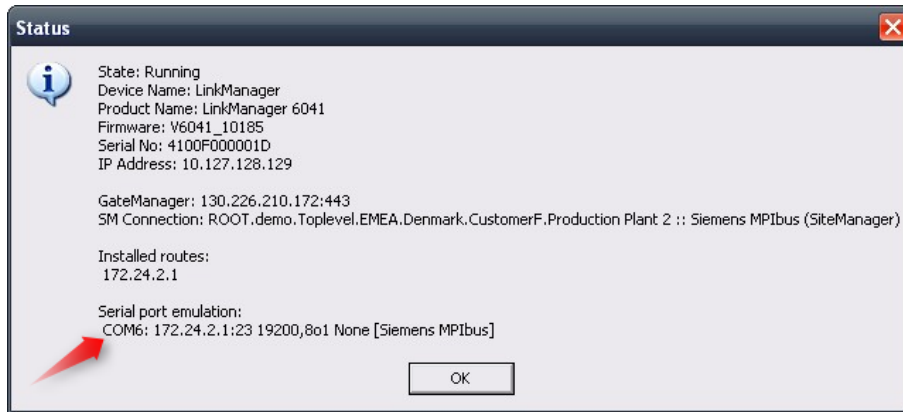 Status
State: Running
Device Name: LinkManager
Product Name: LinkManager 6041
Firmware: V6041_10185
Serial No: 4100F000001D
IP Address: 10.127.128.129
GateManager: 130.226.210.172:443
SM Connection: ROOT.demo.Toplevel.EMEA.Denmark.CustomerF.Production Plant 2 :: Siemens MPIbus (SiteManager)
Installed routes:
172.24.2.1
Serial port emulation:
COM6: 172.24.2.1:23 19200,8o1 None [Siemens MPIbus]
OK